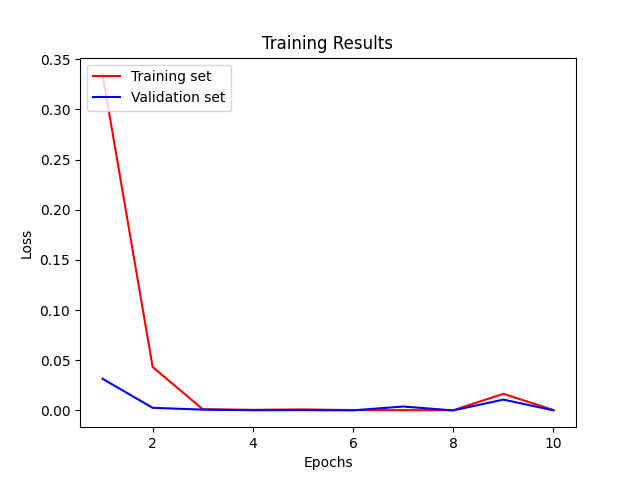 Training Results
Training set
Validation set
0.35
0.30
0.25
0.20
0.15
0.10
0.05
0.00
Loss
2 4 6 8 10
Epochs